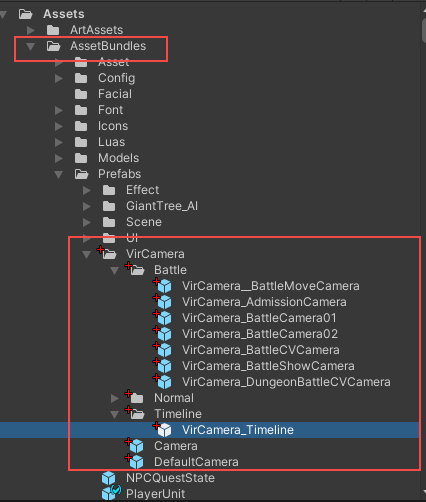 Assets
ArtAssets
AssetBundles
Asset
Config
Facial
Font
Icons
Luas
Models
Prefabs
Effect
GiantTree_AI
Scene
UI
VirCamera
Battle
VirCamera__BattleMoveCamera
VirCamera_AdmissionCamera
VirCamera_BattleCamera01
VirCamera_BattleCamera02
VirCamera_BattleCVCamera
VirCamera_BattleShowCamera
VirCamera_DungeonBattleCVCamera
Normal
Timeline
VirCamera_Timeline
Camera
DefaultCamera
NPCQuestState
PlayerUnit